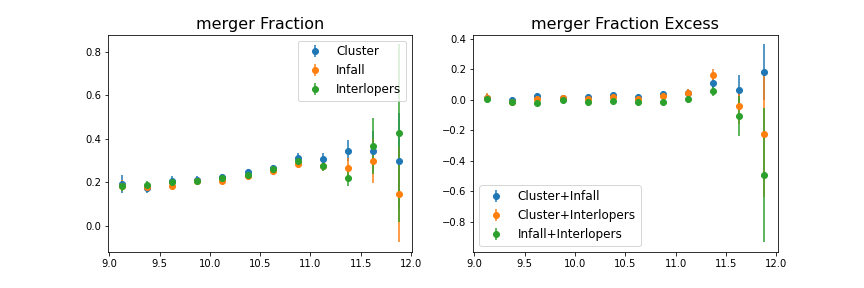 merger Fraction
0.8
0.6
0.4
0.2
0.0
Cluster
Infall
Interlopers
9.0 9.5 10.0 10.5 11.0 11.5 12.0
merger Fraction Excess
0.4
0.2
0.0
−0.2
−0.4
−0.6
−0.8
Cluster+Infall
Cluster+Interlopers
Infall+Interlopers
9.0 9.5 10.0 10.5 11.0 11.5 12.0